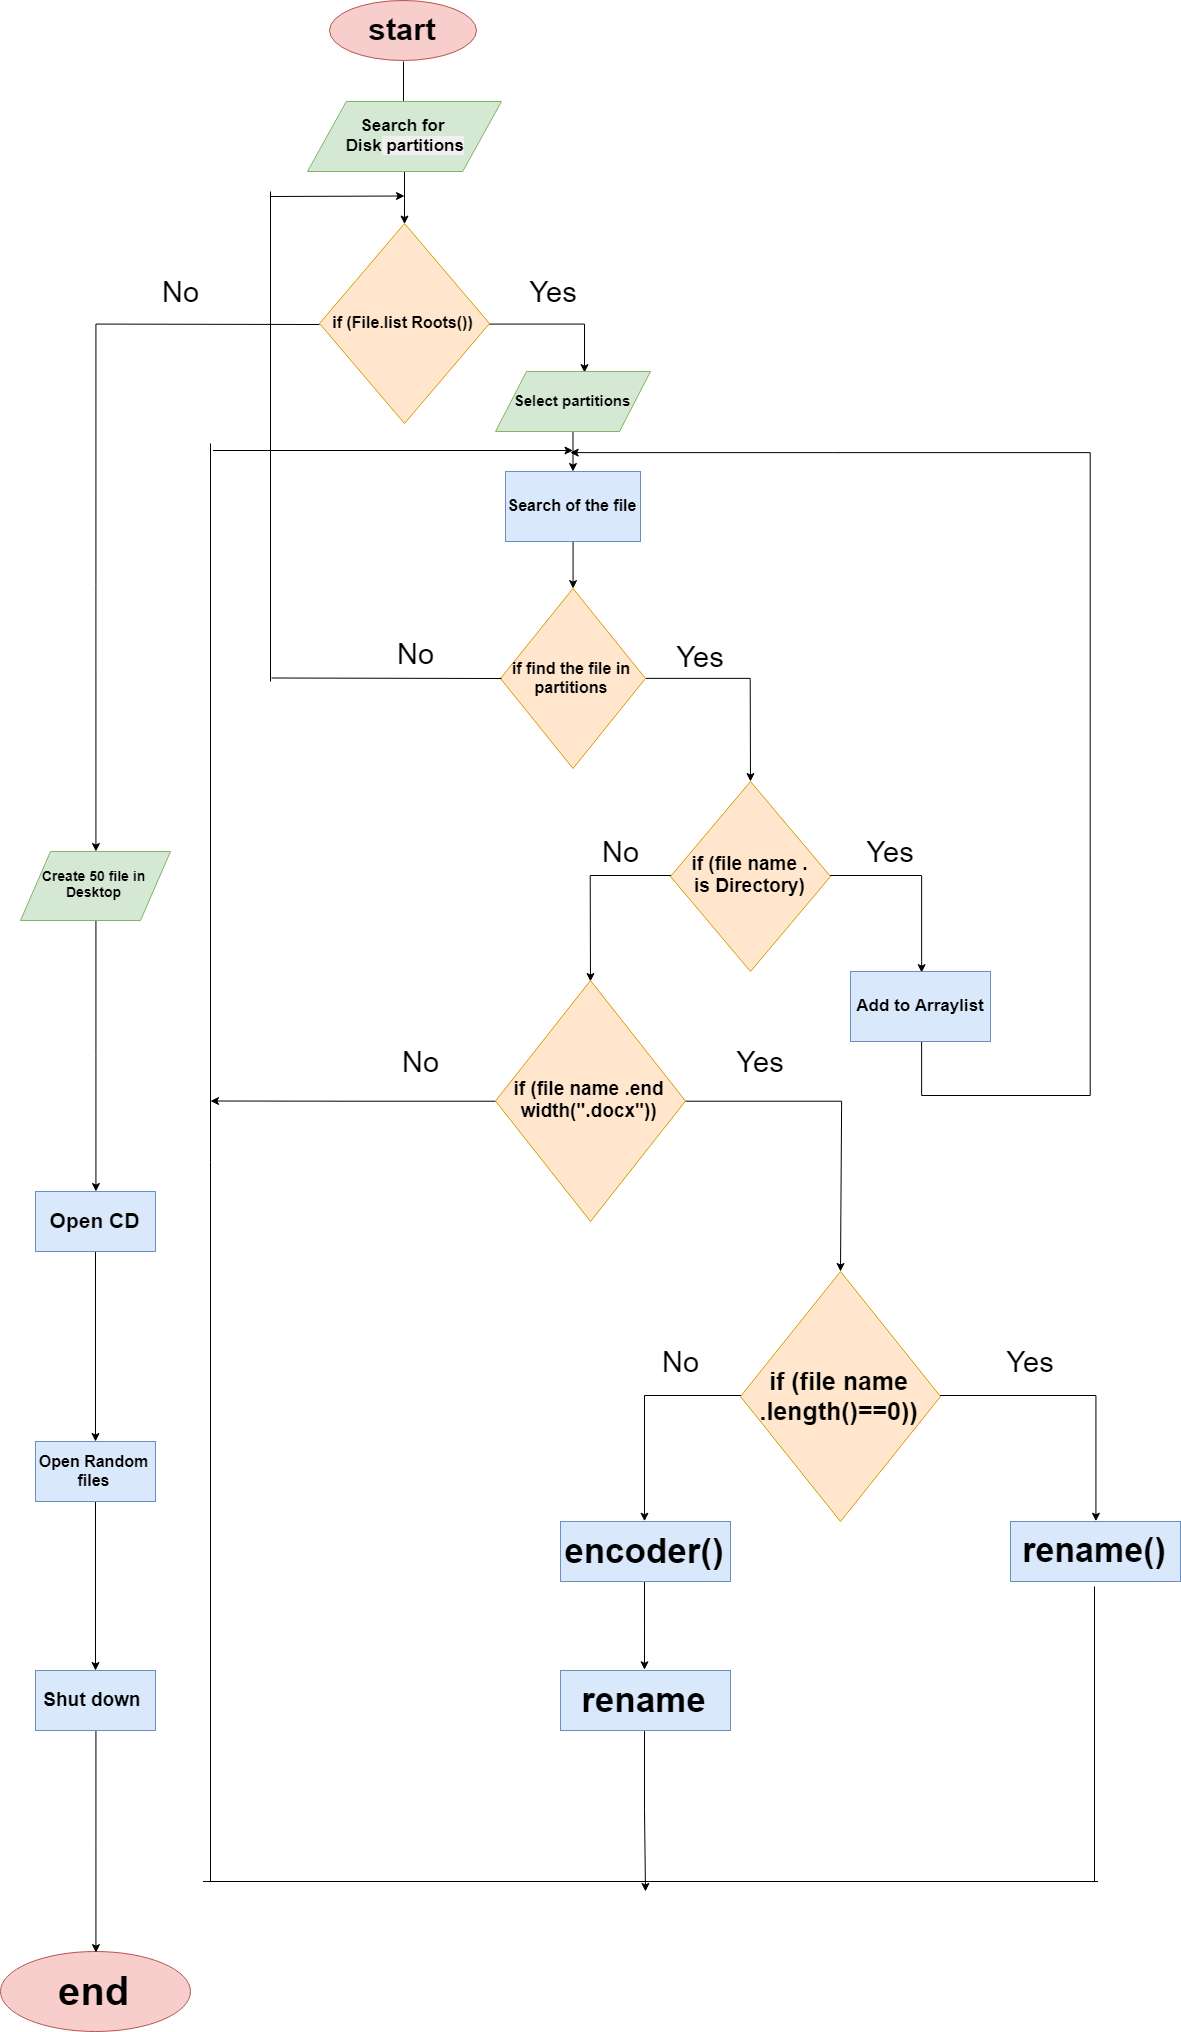 start
Search for
Disk partitions
No
Yes
if (File.list Roots())
Select partitions
Search of the file
No
Yes
if find the file in
partitions
No
Yes
if (file name .
is Directory)
Create 50 file in
Desktop
Add to Arraylist
No
Yes
if (file name .end
width(".docx"))
Open CD
No
Yes
if (file name
.length()==0))
Open Random
files
encoder()
rename()
Shut down
rename
end